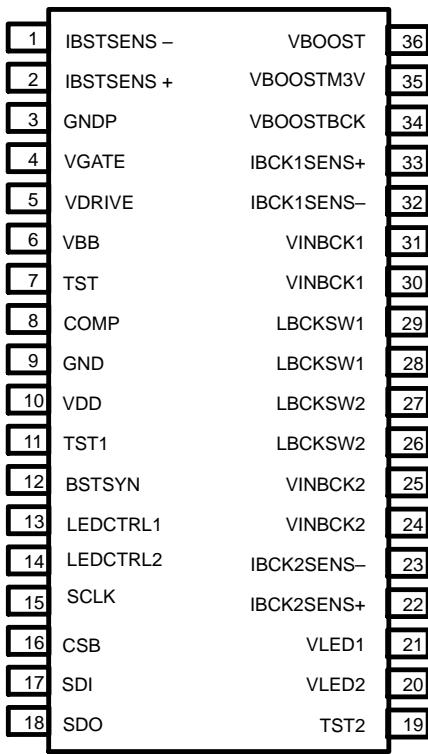 1 IBSTSENS – VBOOST 36
2 IBSTSENS + VBOOSTM3V 35
3 GNDP VBOOSTBCK 34
4 VGATE IBCK1SENS+ 33
5 VDRIVE IBCK1SENS– 32
6 VBB VINBCK1 31
7 TST VINBCK1 30
8 COMP LBCKSW1 29
9 GND LBCKSW1 28
10 VDD LBCKSW2 27
11 TST1 LBCKSW2 26
12 BSTSYN VINBCK2 25
13 LEDCTRL1 VINBCK2 24
14 LEDCTRL2 IBCK2SENS– 23
15 SCLK IBCK2SENS+ 22
16 CSB VLED1 21
17 SDI VLED2 20
18 SDO TST2 19